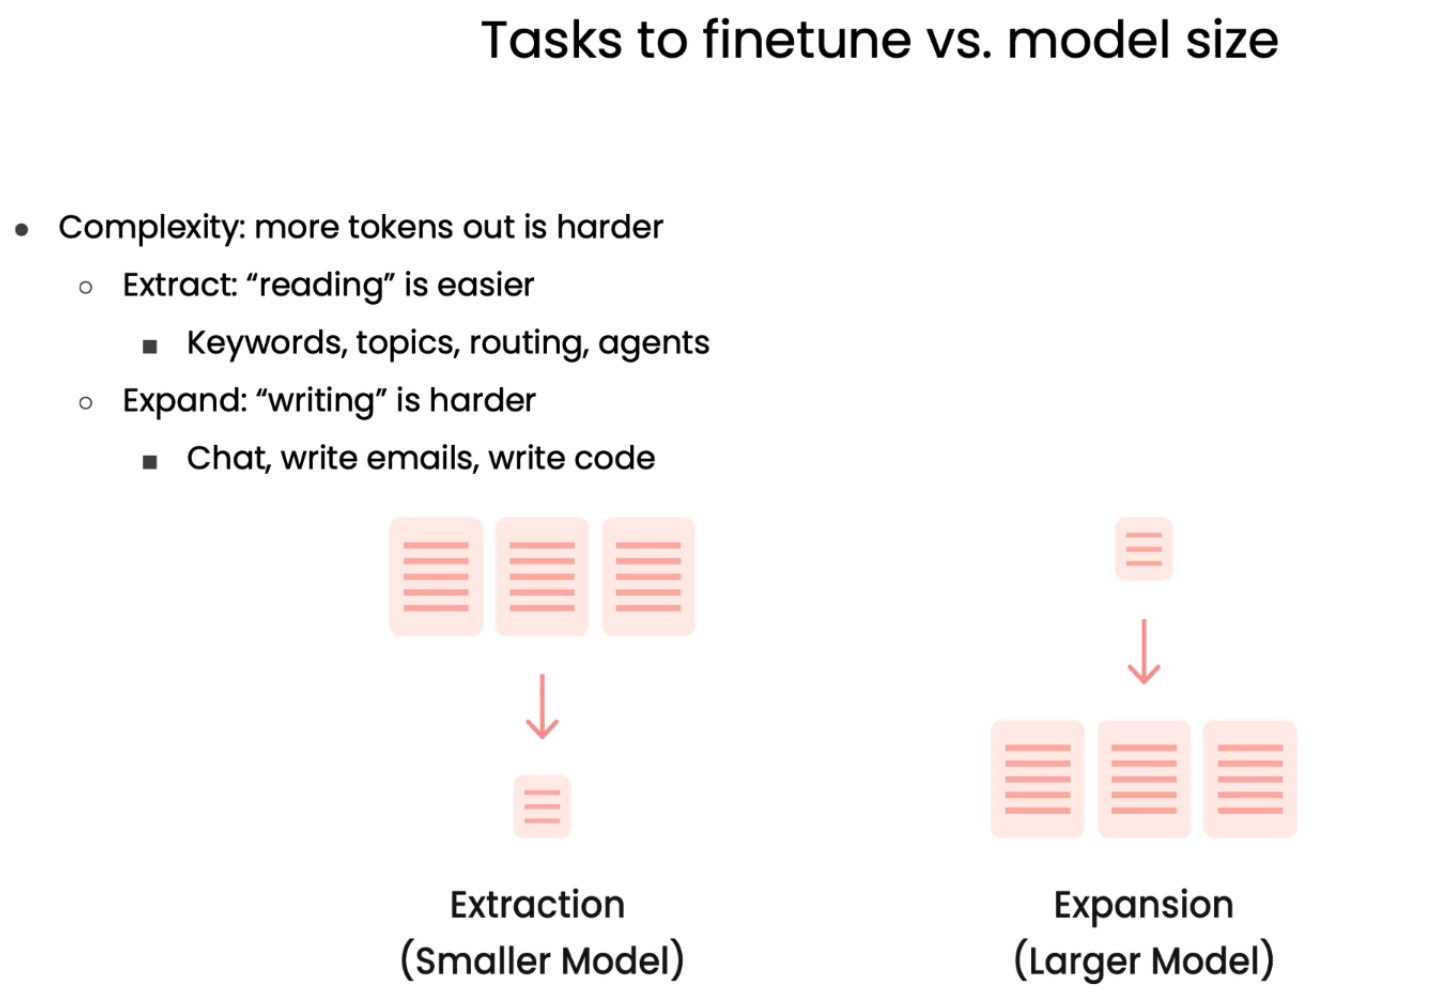 Tasks to finetune vs. model size
● Complexity: more tokens out is harder
○ Extract: “reading” is easier
■ Keywords, topics, routing, agents
○ Expand: “writing” is harder
■ Chat, write emails, write code
Extraction
(Smaller Model)
Expansion
(Larger Model)